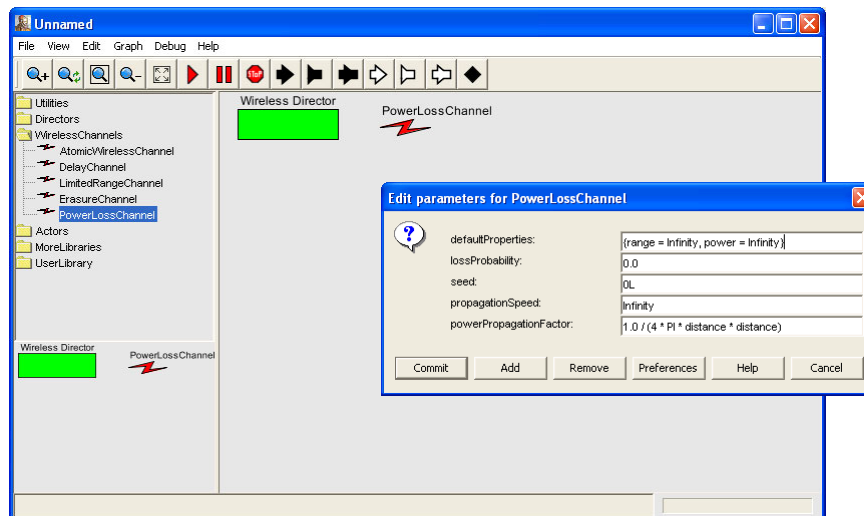 Unnamed
File View Edit Graph Debug Help
STOP
Utilities
Directors
WirelessChannels
AtomicWirelessChannel
DelayChannel
LimitedRangeChannel
ErasureChannel
PowerLossChannel
Actors
MoreLibraries
UserLibrary
Wireless Director
PowerLossChannel
Wireless Director
PowerLossChannel
Edit parameters for PowerLossChannel
defaultProperties: {range = Infinity, power = Infinity}
lossProbability: 0.0
seed: 0L
propagationSpeed: Infinity
powerPropagationFactor: 1.0 / (4 * PI * distance * distance)
Commit Add Remove Preferences Help Cancel